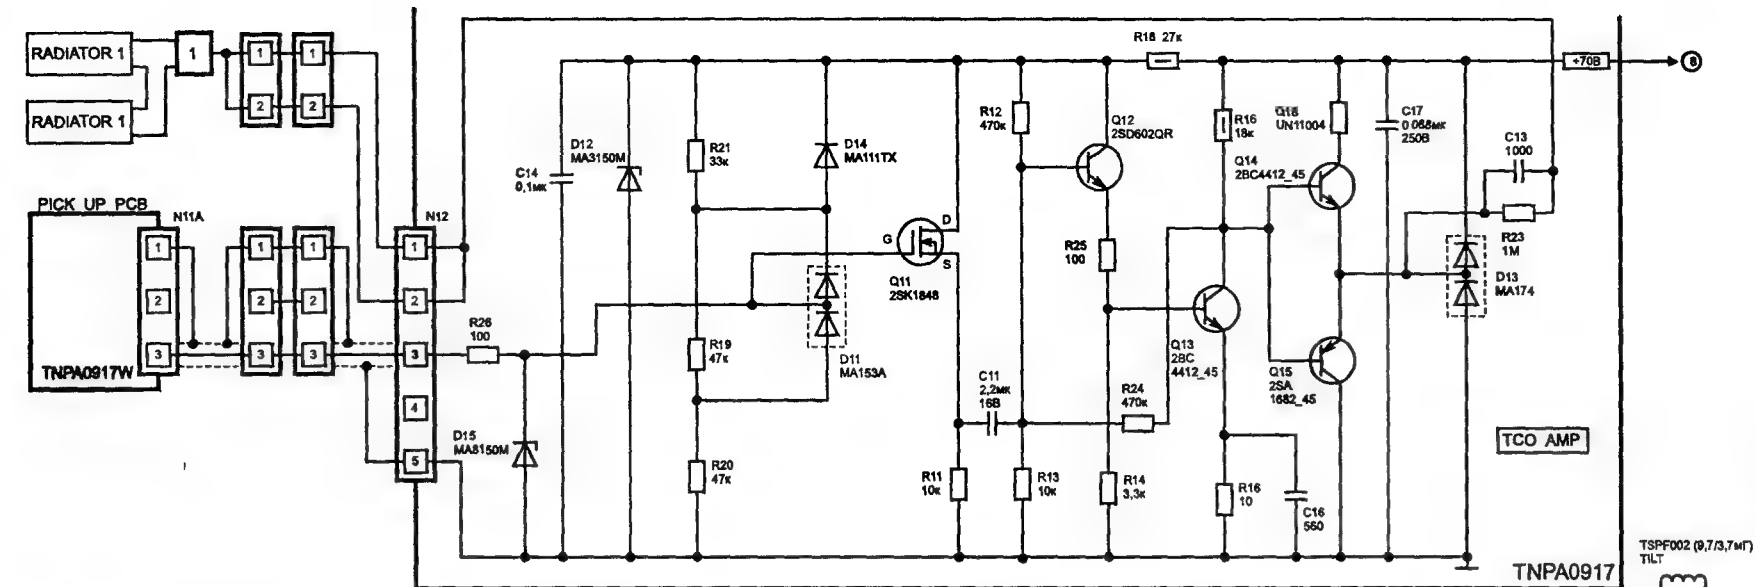 R18 27к
RADIATOR 1
1
1
1
+70В
8
2
2
RADIATOR 1
D12
MA3150M
C14
0,1мк
R21
33к
D14
MA111TX
R12
470к
Q12
2SD602QR
R16
18к
Q18
UN11004
C17
0 068мк
250В
C13
1000
Q14
2BC4412_45
PICK UP PCB
N11A
N12
1
1
1
1
2
2
2
2
3
3
3
3
4
5
TNPA0917W
R26
100
D15
MA8150M
R19
47к
R20
47к
D11
MA153A
G
D
S
Q11
2SK1848
R25
100
R23
1М
D13
MA174
Q13
2BC
4412_45
Q15
2SA
1682_45
C11
2,2мк
16В
R24
470к
R11
10к
R13
10к
R14
3,3к
R16
10
C16
560
TCO AMP
TNPA0917
TSPF002 (9,7/3,7мГ)
TILT